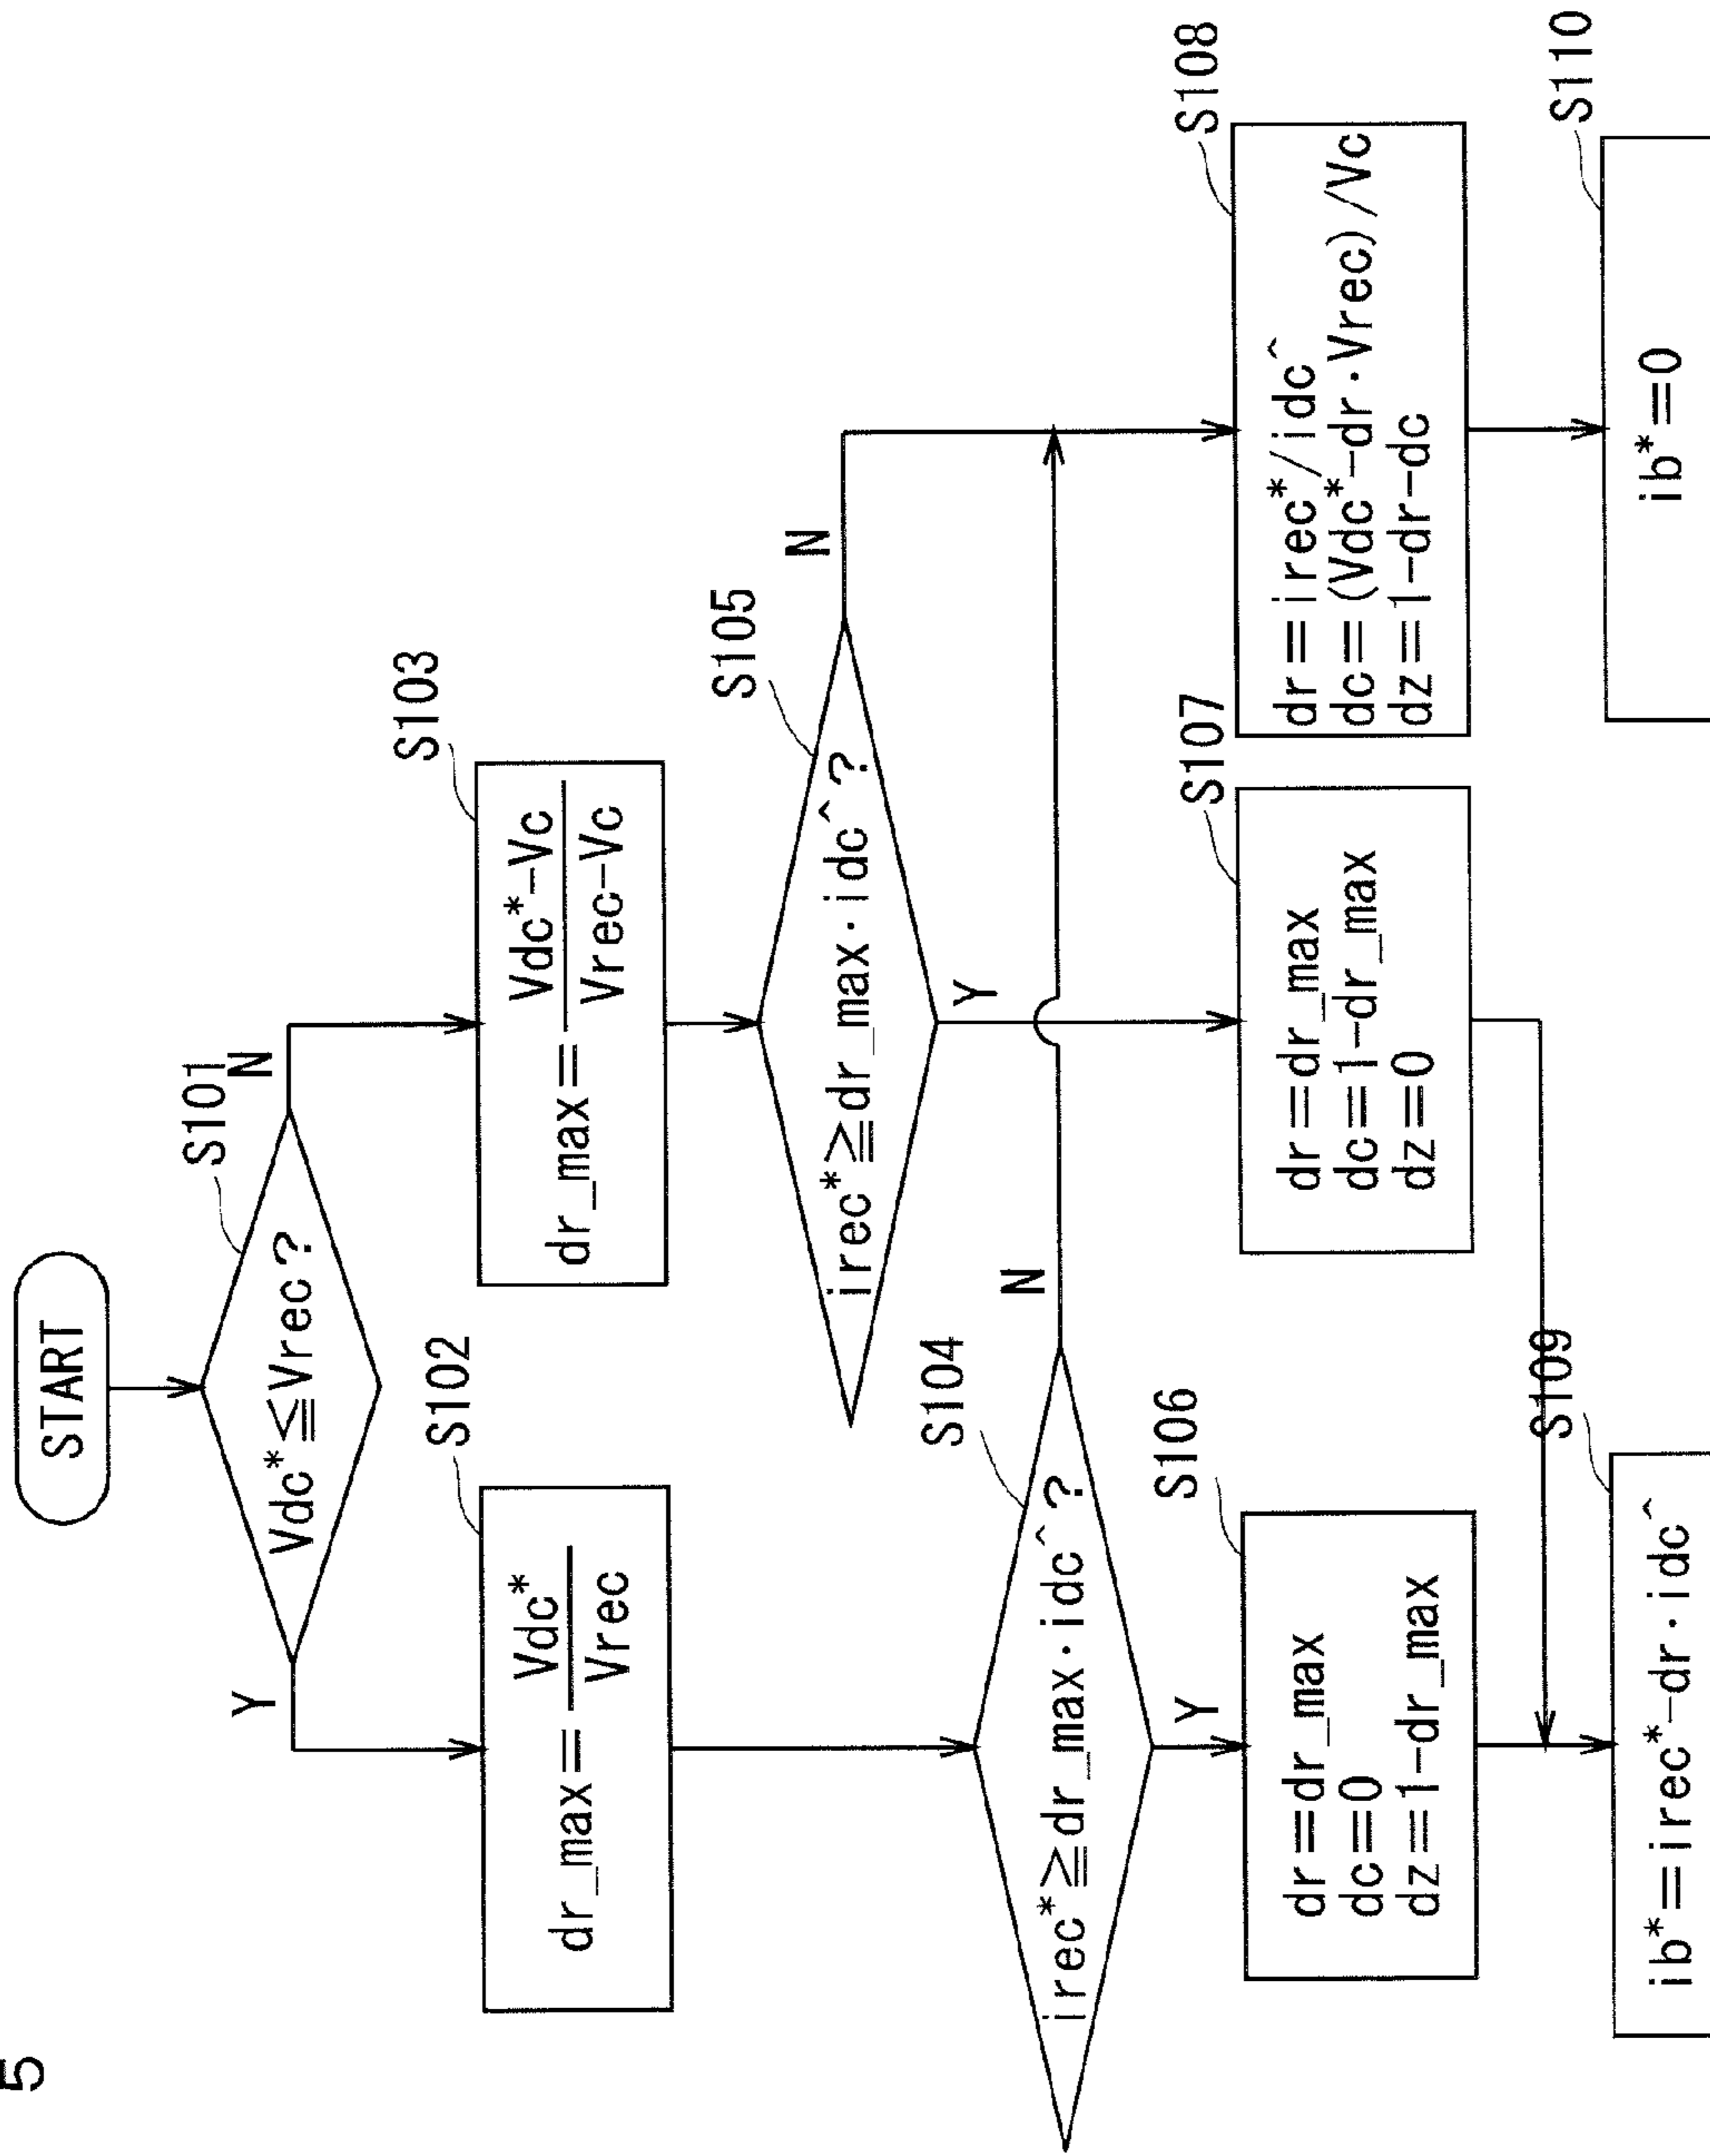 5
START
S101
Vdc*≦Vrec?
Y
N
S102
dr_max=Vdc*/Vrec
S103
dr_max=Vdc*-Vc/Vrec-Vc
S104
irec*≧dr_max·idc^?
Y
N
S105
irec*≧dr_max·idc^?
Y
N
S106
dr=dr_max
dc=0
dz=1-dr_max
S107
dr=dr_max
dc=1-dr_max
dz=0
S108
dr=irec*/idc^
dc=(Vdc*-dr·Vrec)/Vc
dz=1-dr-dc
S109
ib*=irec*-dr·idc^
S110
ib*=0